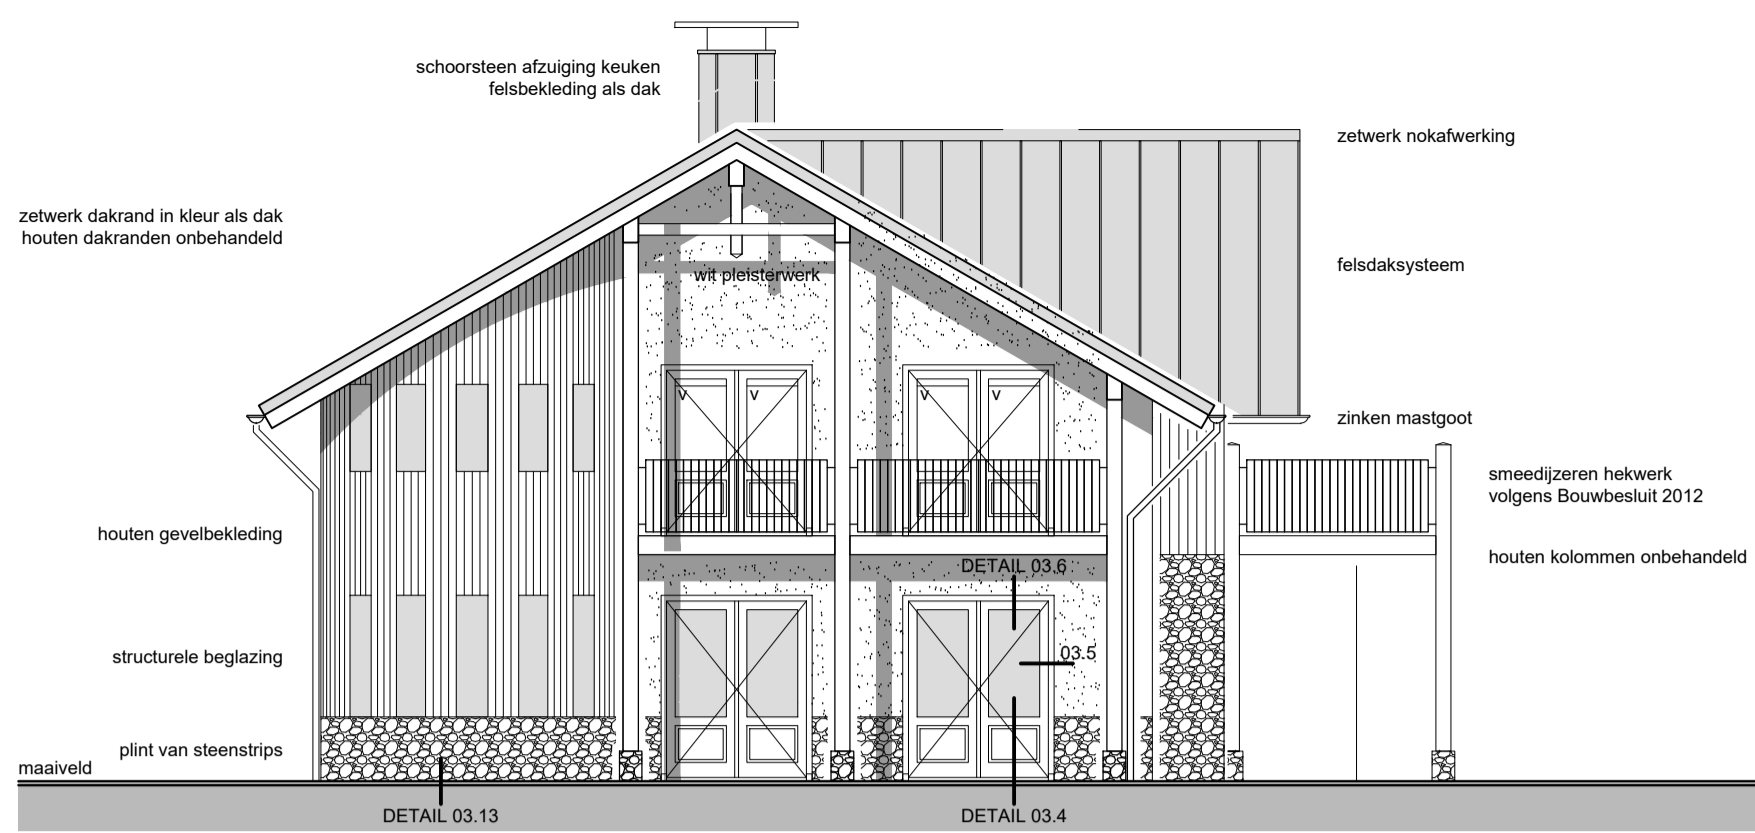 schoorsteen afzuiging keuken
felsbekleding als dak
zetwerk nokafwerking
zetwerk dakrand in kleur als dak
houten dakranden onbehandeld
felsdaksysteem
wit pleisterwerk
v v v v
zinken mastgoot
smeedijzeren hekwerk
volgens Bouwbesluit 2012
houten gevelbekleding
houten kolommen onbehandeld
DETAIL 03.6
structurele beglazing
03.5
plint van steenstrips
maaiveld
DETAIL 03.13
DETAIL 03.4